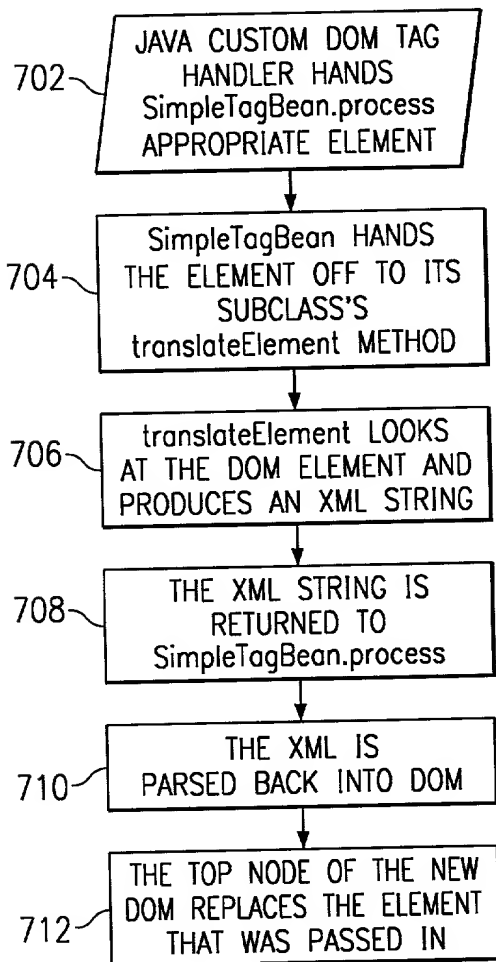 702
JAVA CUSTOM DOM TAG
HANDLER HANDS
SimpleTagBean.process
APPROPRIATE ELEMENT
704
SimpleTagBean HANDS
THE ELEMENT OFF TO ITS
SUBCLASS'S
translateElement METHOD
706
translateElement LOOKS
AT THE DOM ELEMENT AND
PRODUCES AN XML STRING
708
THE XML STRING IS
RETURNED TO
SimpleTagBean.process
710
THE XML IS
PARSED BACK INTO DOM
712
THE TOP NODE OF THE NEW
DOM REPLACES THE ELEMENT
THAT WAS PASSED IN